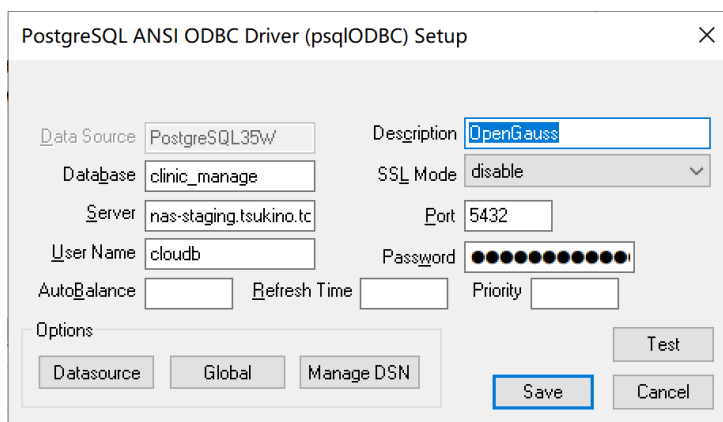 PostgreSQL ANSI ODBC Driver (psqlODBC) Setup
Data Source PostgreSQL35W Description OpenGauss
Database clinic_manage SSL Mode disable
Server nas-staging.tsukino.tc Port 5432
User Name cloudb Password ●●●●●●●●●●●●
AutoBalance Refresh Time Priority
Options
Datasource Global Manage DSN Test
Save Cancel